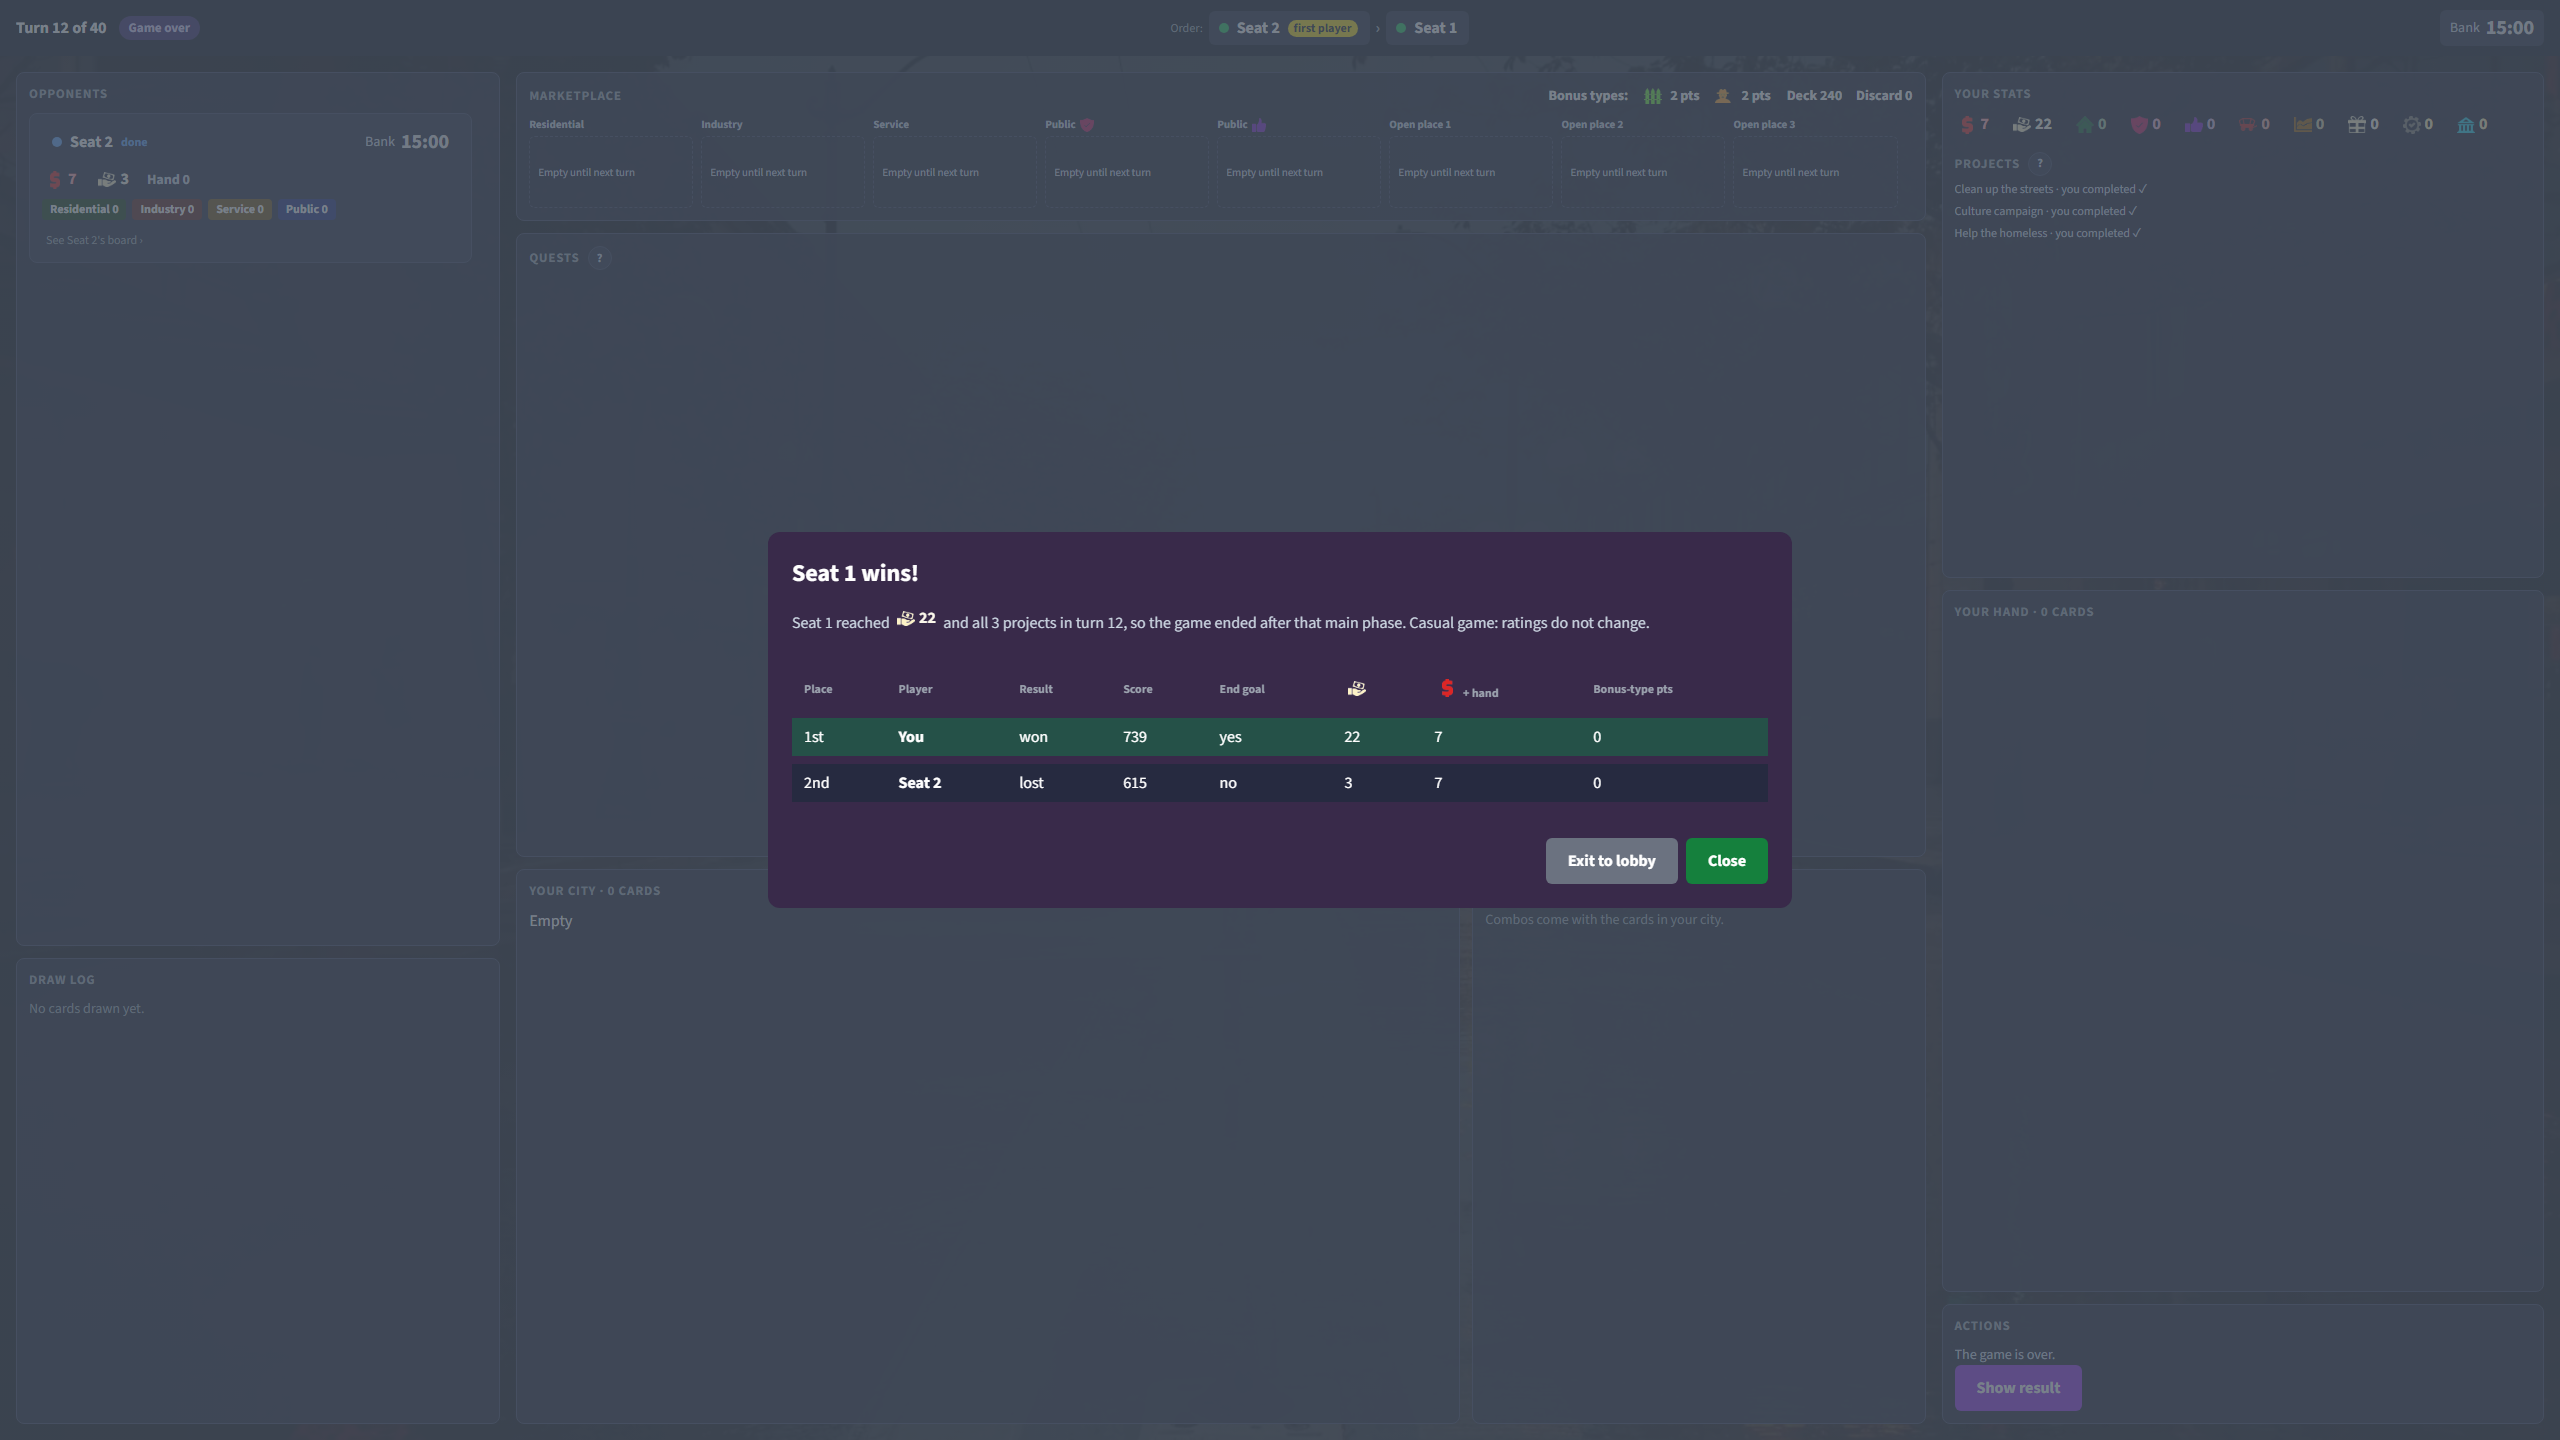 Turn 12 of 40 Game over
Order: Seat 2 first player › Seat 1
Bank 15:00
OPPONENTS
Seat 2 done Bank 15:00
7 3 Hand 0
Residential 0 Industry 0 Service 0 Public 0
See Seat 2's board ›
MARKETPLACE
Bonus types: 2 pts 2 pts Deck 240 Discard 0
Residential Industry Service Public Public Open place 1 Open place 2 Open place 3
Empty until next turn Empty until next turn Empty until next turn Empty until next turn Empty until next turn Empty until next turn Empty until next turn Empty until next turn
YOUR STATS
7 22 0 0 0 0 0 0 0 0
PROJECTS ?
Clean up the streets · you completed ✓
Culture campaign · you completed ✓
Help the homeless · you completed ✓
QUESTS ?
Seat 1 wins!
Seat 1 reached 22 and all 3 projects in turn 12, so the game ended after that main phase. Casual game: ratings do not change.
Place Player Result Score End goal $ + hand Bonus-type pts
1st You won 739 yes 22 7 0
2nd Seat 2 lost 615 no 3 7 0
Exit to lobby Close
YOUR HAND · 0 CARDS
YOUR CITY · 0 CARDS
Empty
Combos come with the cards in your city.
DRAW LOG
No cards drawn yet.
ACTIONS
The game is over.
Show result